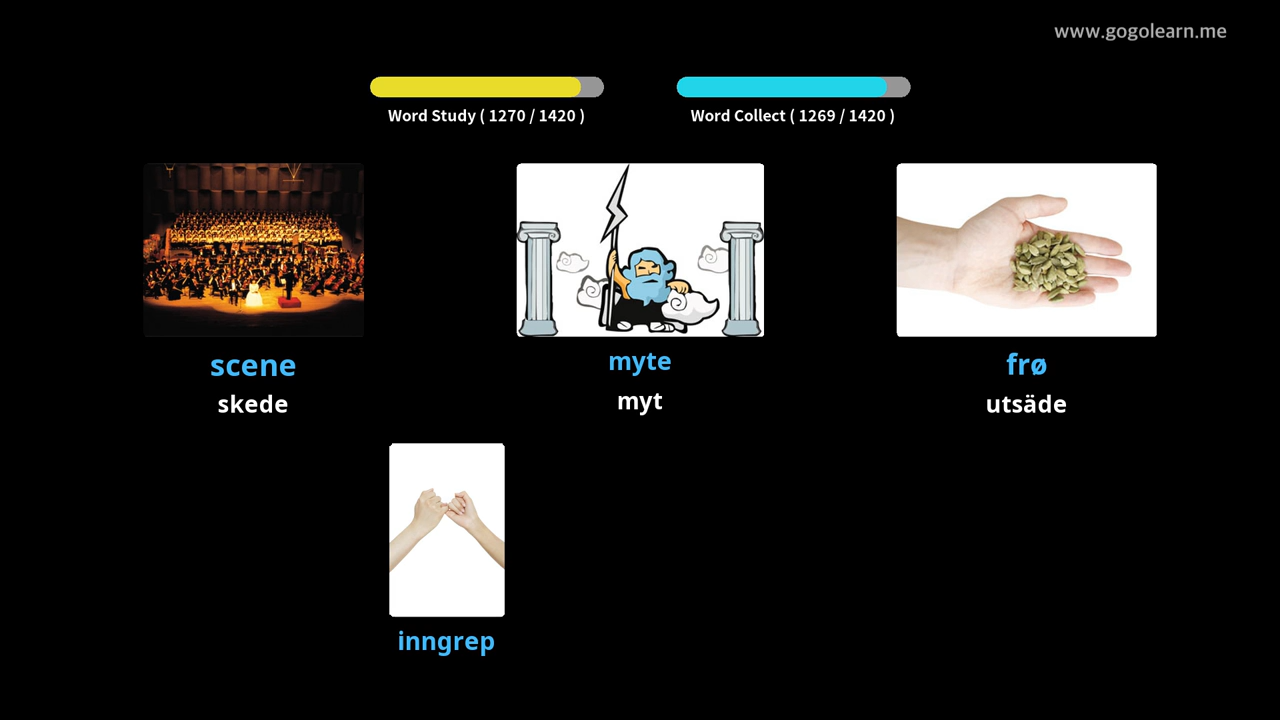 www.gogolearn.me
Word Study ( 1270 / 1420 )
Word Collect ( 1269 / 1420 )
scene
skede
myte
myt
frø
utsäde
inngrep